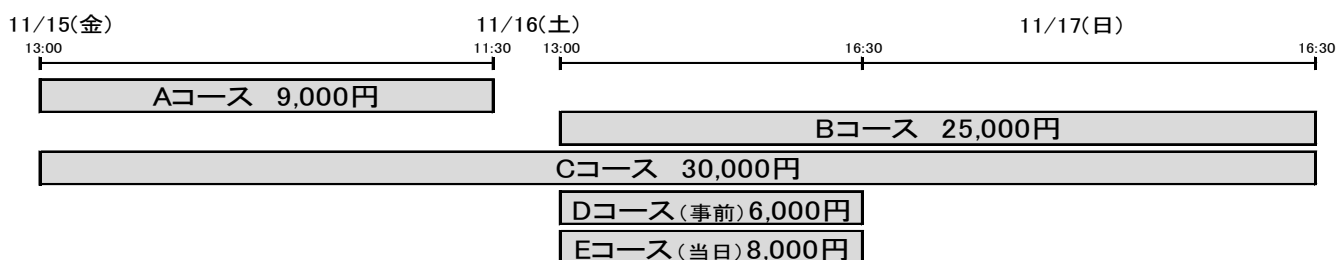 11/15(金) 11/16(土) 11/17(日)
13:00 11:30 13:00 16:30 16:30
Aコース 9,000円
Bコース 25,000円
Cコース 30,000円
Dコース(事前)6,000円
Eコース(当日)8,000円